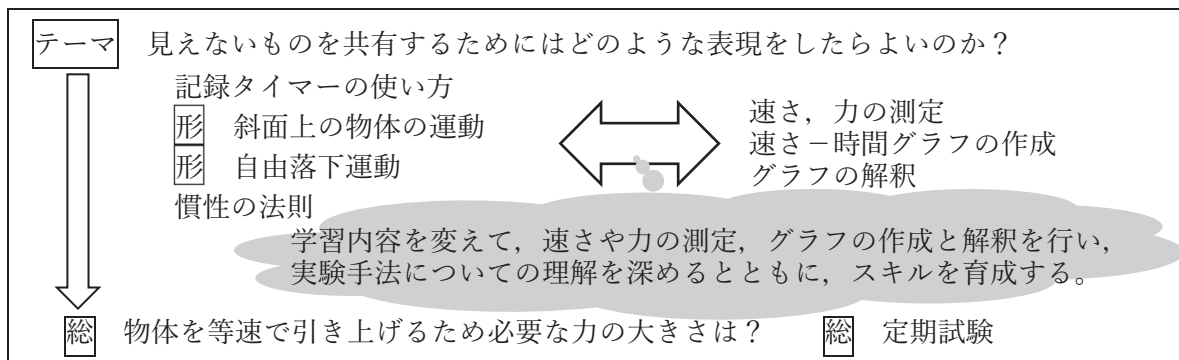 テーマ 見えないものを共有するためにはどのような表現をしたらよいのか？
記録タイマーの使い方
形 斜面上の物体の運動
形 自由落下運動
慣性の法則
速さ，力の測定
速さ－時間グラフの作成
グラフの解釈
学習内容を変えて，速さや力の測定，グラフの作成と解釈を行い，
実験手法についての理解を深めるとともに，スキルを育成する。
総 物体を等速で引き上げるため必要な力の大きさは？ 総 定期試験